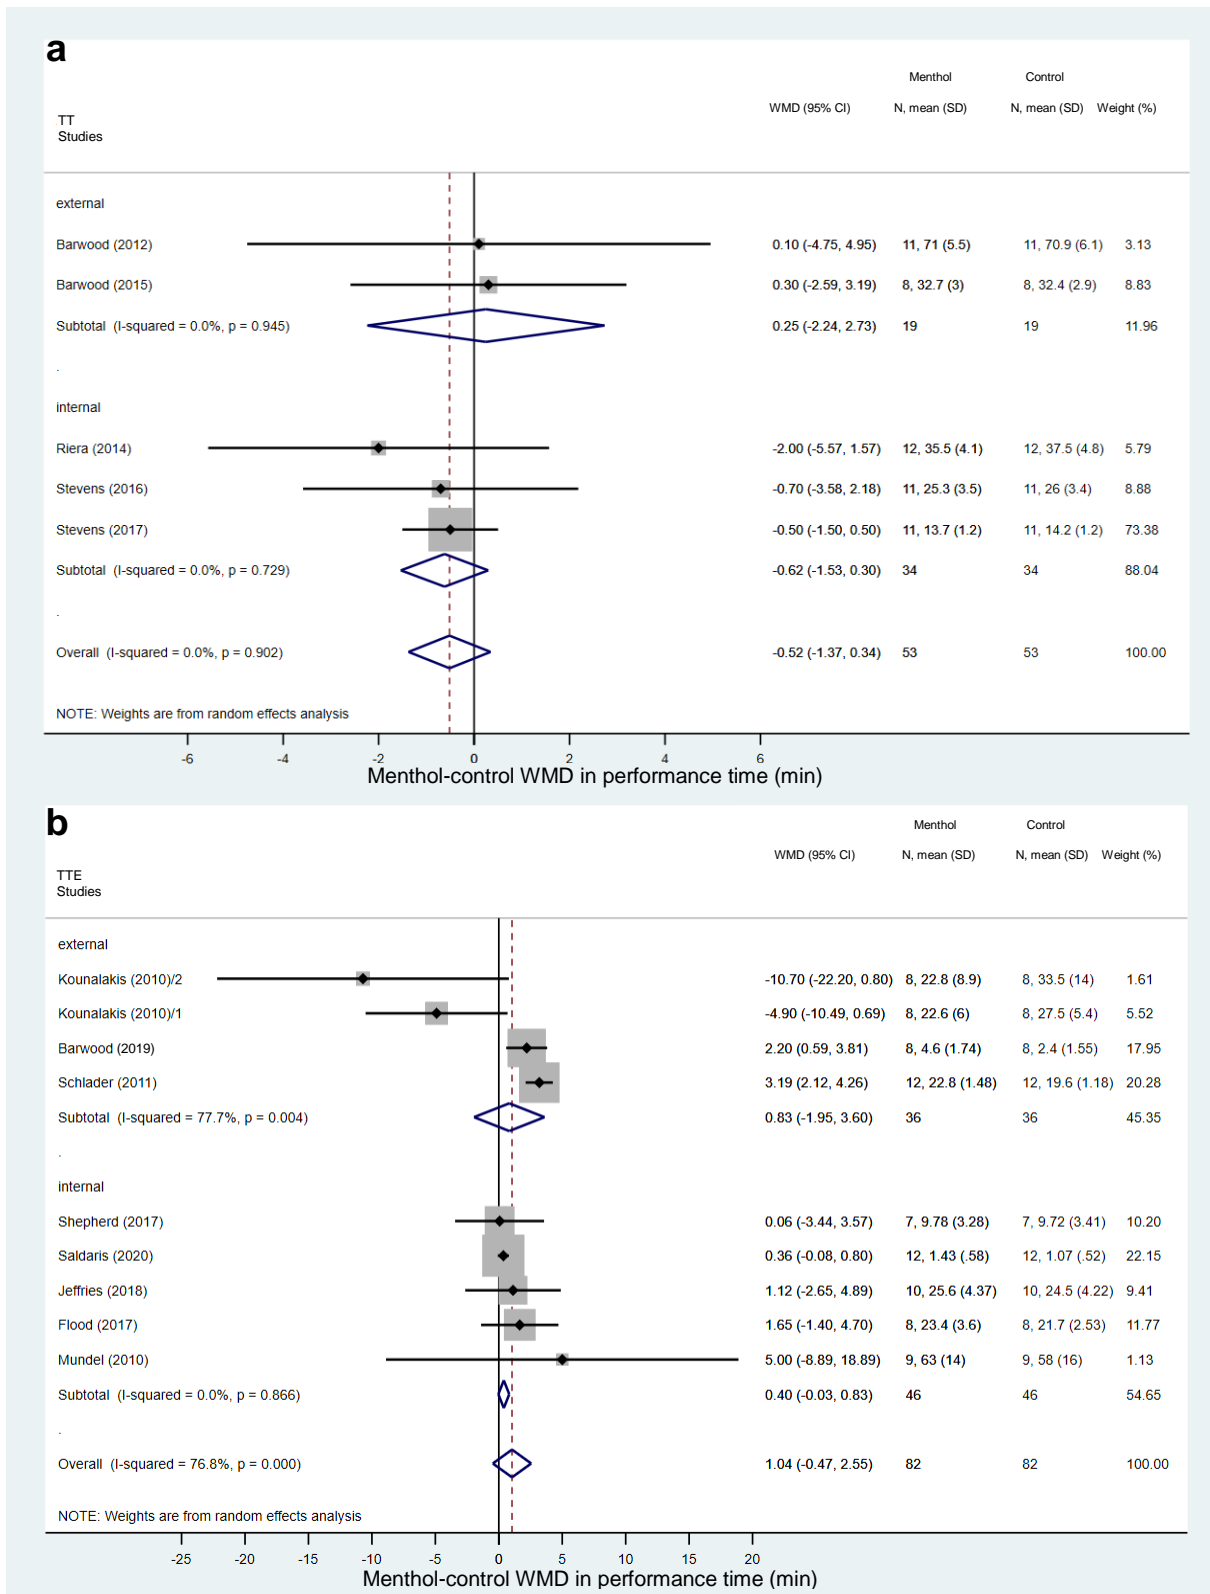 a
Menthol Control
WMD (95% CI) N, mean (SD) N, mean (SD) Weight (%)
TT
Studies
external
Barwood (2012) 0.10 (-4.75, 4.95) 11, 71 (5.5) 11, 70.9 (6.1) 3.13
Barwood (2015) 0.30 (-2.59, 3.19) 8, 32.7 (3) 8, 32.4 (2.9) 8.83
Subtotal (I-squared = 0.0%, p = 0.945) 0.25 (-2.24, 2.73) 19 19 11.96
.
internal
Riera (2014) -2.00 (-5.57, 1.57) 12, 35.5 (4.1) 12, 37.5 (4.8) 5.79
Stevens (2016) -0.70 (-3.58, 2.18) 11, 25.3 (3.5) 11, 26 (3.4) 8.88
Stevens (2017) -0.50 (-1.50, 0.50) 11, 13.7 (1.2) 11, 14.2 (1.2) 73.38
Subtotal (I-squared = 0.0%, p = 0.729) -0.62 (-1.53, 0.30) 34 34 88.04
.
Overall (I-squared = 0.0%, p = 0.902) -0.52 (-1.37, 0.34) 53 53 100.00
NOTE: Weights are from random effects analysis
-6 -4 -2 0 2 4 6
Menthol-control WMD in performance time (min)
b
Menthol Control
WMD (95% CI) N, mean (SD) N, mean (SD) Weight (%)
TTE
Studies
external
Kounalakis (2010)/2 -10.70 (-22.20, 0.80) 8, 22.8 (8.9) 8, 33.5 (14) 1.61
Kounalakis (2010)/1 -4.90 (-10.49, 0.69) 8, 22.6 (6) 8, 27.5 (5.4) 5.52
Barwood (2019) 2.20 (0.59, 3.81) 8, 4.6 (1.74) 8, 2.4 (1.55) 17.95
Schlader (2011) 3.19 (2.12, 4.26) 12, 22.8 (1.48) 12, 19.6 (1.18) 20.28
Subtotal (I-squared = 77.7%, p = 0.004) 0.83 (-1.95, 3.60) 36 36 45.35
.
internal
Shepherd (2017) 0.06 (-3.44, 3.57) 7, 9.78 (3.28) 7, 9.72 (3.41) 10.20
Saldaris (2020) 0.36 (-0.08, 0.80) 12, 1.43 (.58) 12, 1.07 (.52) 22.15
Jeffries (2018) 1.12 (-2.65, 4.89) 10, 25.6 (4.37) 10, 24.5 (4.22) 9.41
Flood (2017) 1.65 (-1.40, 4.70) 8, 23.4 (3.6) 8, 21.7 (2.53) 11.77
Mundel (2010) 5.00 (-8.89, 18.89) 9, 63 (14) 9, 58 (16) 1.13
Subtotal (I-squared = 0.0%, p = 0.866) 0.40 (-0.03, 0.83) 46 46 54.65
.
Overall (I-squared = 76.8%, p = 0.000) 1.04 (-0.47, 2.55) 82 82 100.00
NOTE: Weights are from random effects analysis
-25 -20 -15 -10 -5 0 5 10 15 20
Menthol-control WMD in performance time (min)